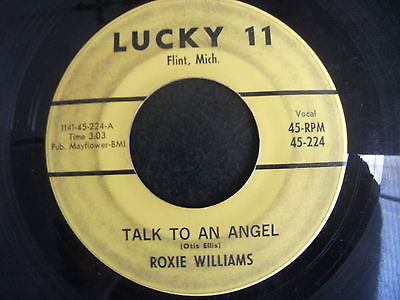 LUCKY 11
Flint, Mich.
1141-45-224-A
Time 3:03
Pub. Mayflower-BMI
Vocal
45-RPM
45-224
TALK TO AN ANGEL
(Otis Ellis)
ROXIE WILLIAMS